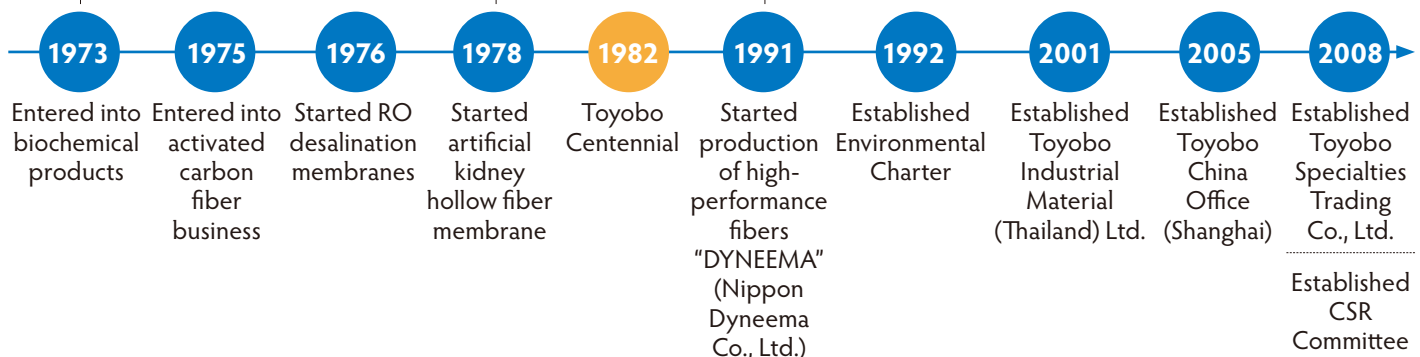 1973
Entered into
biochemical
products
1975
Entered into
activated
carbon
fiber
business
1976
Started RO
desalination
membranes
1978
Started
artificial
kidney
hollow fiber
membrane
1982
Toyobo
Centennial
1991
Started
production
of high-
performance
fibers
"DYNEEMA"
(Nippon
Dyneema
Co., Ltd.)
1992
Established
Environmental
Charter
2001
Established
Toyobo
Industrial
Material
(Thailand) Ltd.
2005
Established
Toyobo
China
Office
(Shanghai)
2008
Established
Toyobo
Specialties
Trading
Co., Ltd.
Established
CSR
Committee